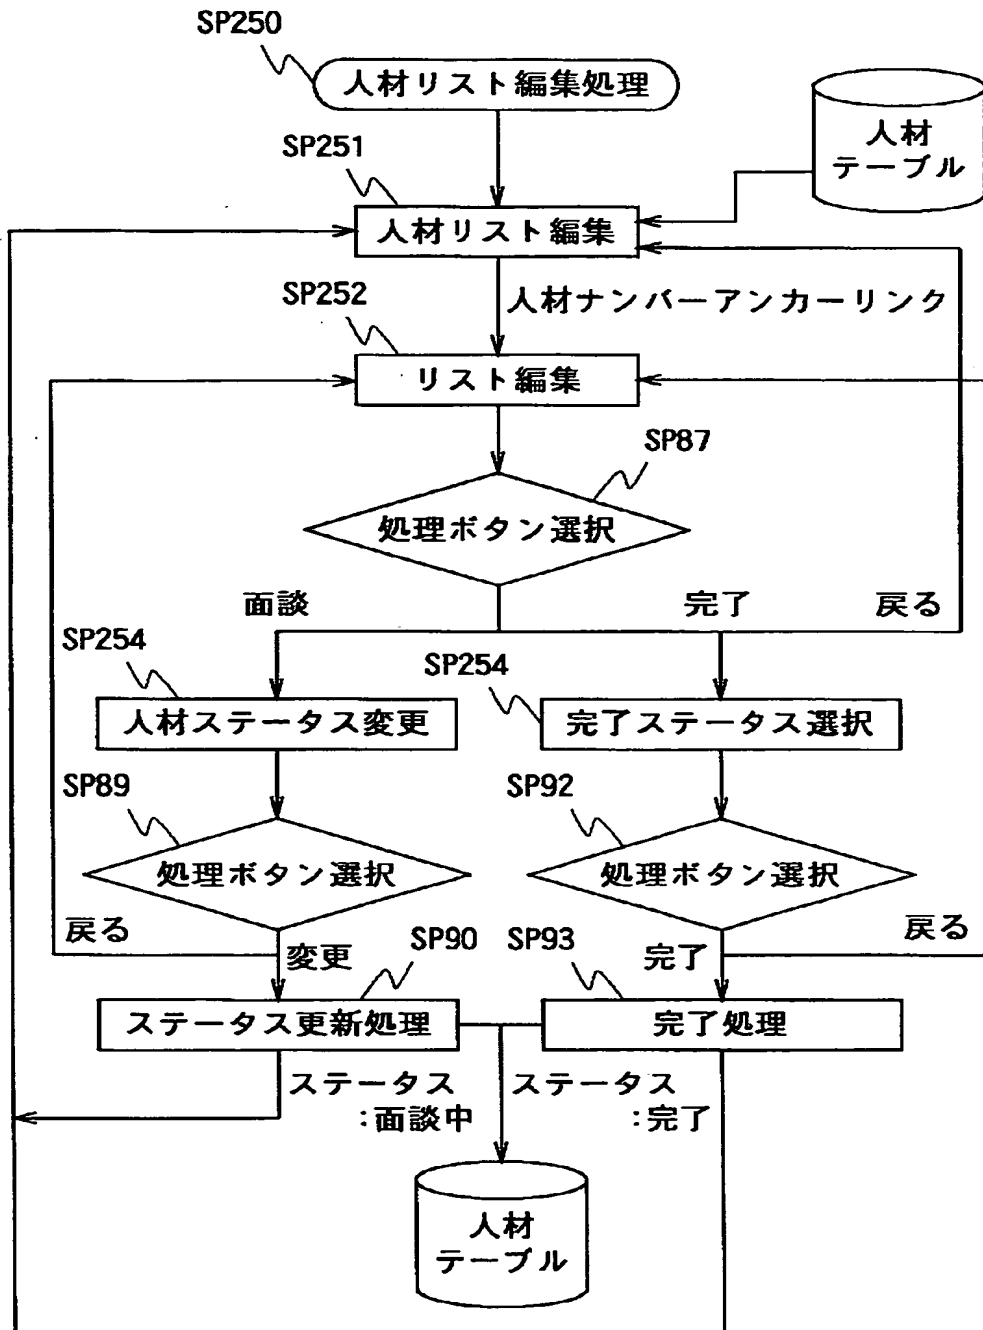 SP250
人材リスト編集処理
人材
テーブル
SP251
人材リスト編集
SP252
人材ナンバーアンカーリンク
リスト編集
SP87
処理ボタン選択
面談
完了
戻る
SP254
SP254
人材ステータス変更
完了ステータス選択
SP89
SP92
処理ボタン選択
処理ボタン選択
戻る
変更
SP90
SP93
完了
戻る
ステータス更新処理
完了処理
ステータス
:面談中
ステータス
:完了
人材
テーブル